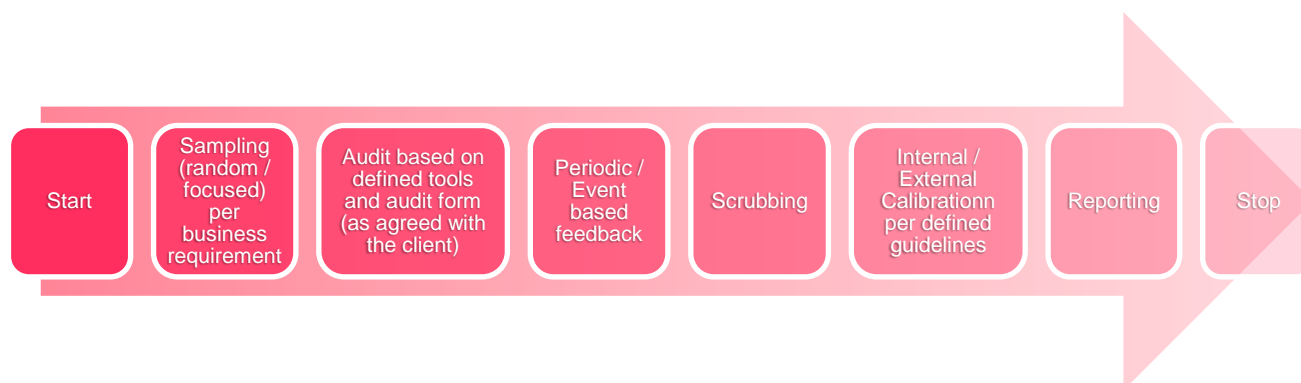 Start
Sampling
(random /
focused)
per
business
requirement
Audit based on
defined tools
and audit form
(as agreed with
the client)
Periodic /
Event
based
feedback
Scrubbing
Internal /
External
Calibrationn
per defined
guidelines
Reporting
Stop